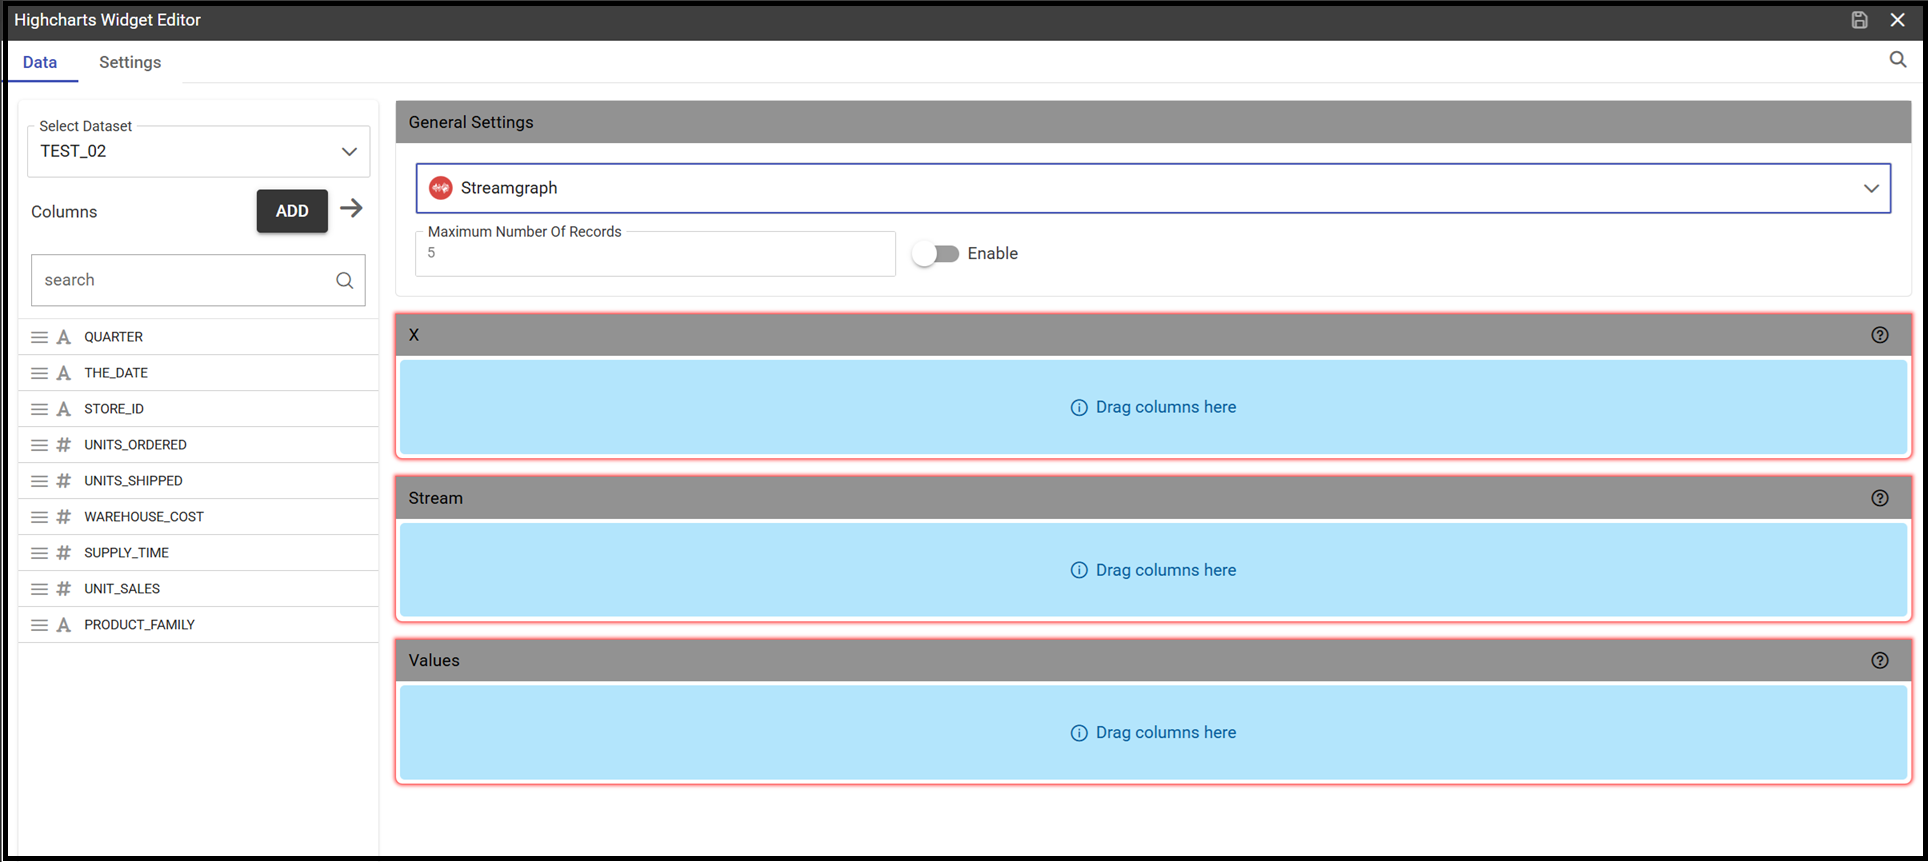 Highcharts Widget Editor
Data Settings
Select Dataset
TEST_02
Columns ADD
search
QUARTER
THE_DATE
STORE_ID
UNITS_ORDERED
UNITS_SHIPPED
WAREHOUSE_COST
SUPPLY_TIME
UNIT_SALES
PRODUCT_FAMILY
General Settings
Streamgraph
Maximum Number Of Records
5 Enable
X
Drag columns here
Stream
Drag columns here
Values
Drag columns here